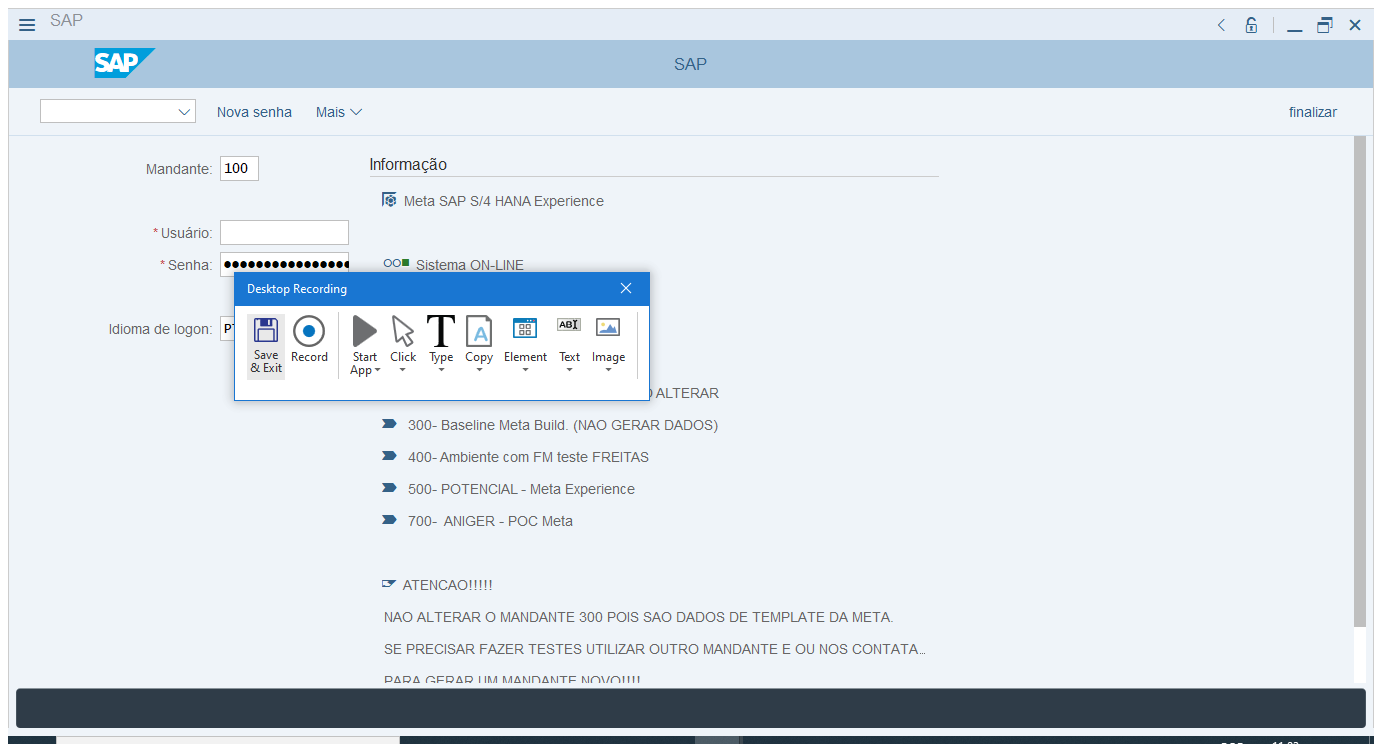 SAP
SAP
SAP
Nova senha Mais finalizar
Mandante: 100
Informação
Meta SAP S/4 HANA Experience
* Usuário:
* Senha:
Sistema ON-LINE
Desktop Recording
Idioma de logon:
Save & Exit
Record
Start App
Click
Type
Copy
Element
Text
Image
ALTERAR
300- Baseline Meta Build. (NAO GERAR DADOS)
400- Ambiente com FM teste FREITAS
500- POTENCIAL - Meta Experience
700- ANIGER - POC Meta
ATENCAO!!!!!
NAO ALTERAR O MANDANTE 300 POIS SAO DADOS DE TEMPLATE DA META.
SE PRECISAR FAZER TESTES UTILIZAR OUTRO MANDANTE E OU NOS CONTATA…
PARA GERAR UM MANDANTE NOVO!!!!